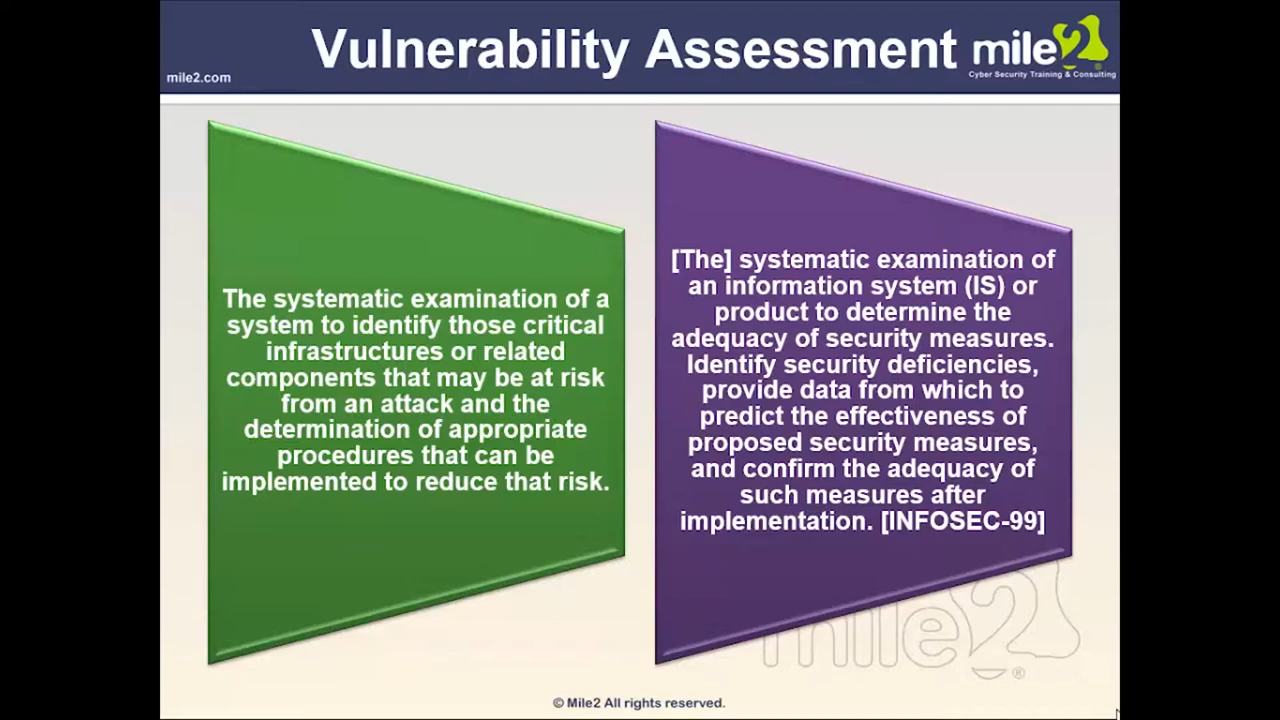 Vulnerability Assessment
mile2
Cyber Security Training & Consulting
mile2.com
The systematic examination of a
system to identify those critical
infrastructures or related
components that may be at risk
from an attack and the
determination of appropriate
procedures that can be
implemented to reduce that risk.
[The] systematic examination of
an information system (IS) or
product to determine the
adequacy of security measures.
Identify security deficiencies,
provide data from which to
predict the effectiveness of
proposed security measures,
and confirm the adequacy of
such measures after
implementation. [INFOSEC-99]
mile2®
© Mile2 All rights reserved.